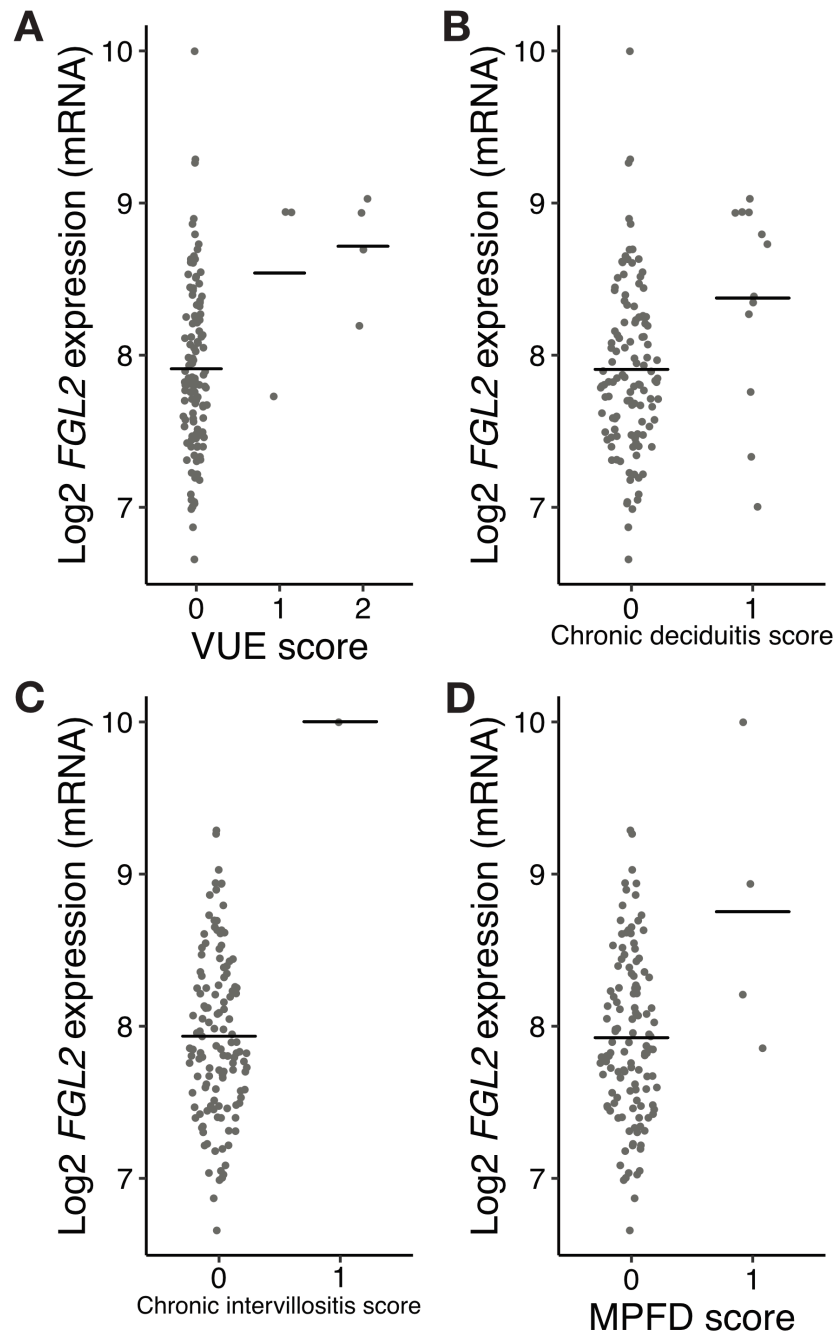 A
Log2 FGL2 expression (mRNA)
10
9
8
7
0 1 2
VUE score
B
Log2 FGL2 expression (mRNA)
10
9
8
7
0 1
Chronic deciduitis score
C
Log2 FGL2 expression (mRNA)
10
9
8
7
0 1
Chronic intervillositis score
D
Log2 FGL2 expression (mRNA)
10
9
8
7
0 1
MPFD score